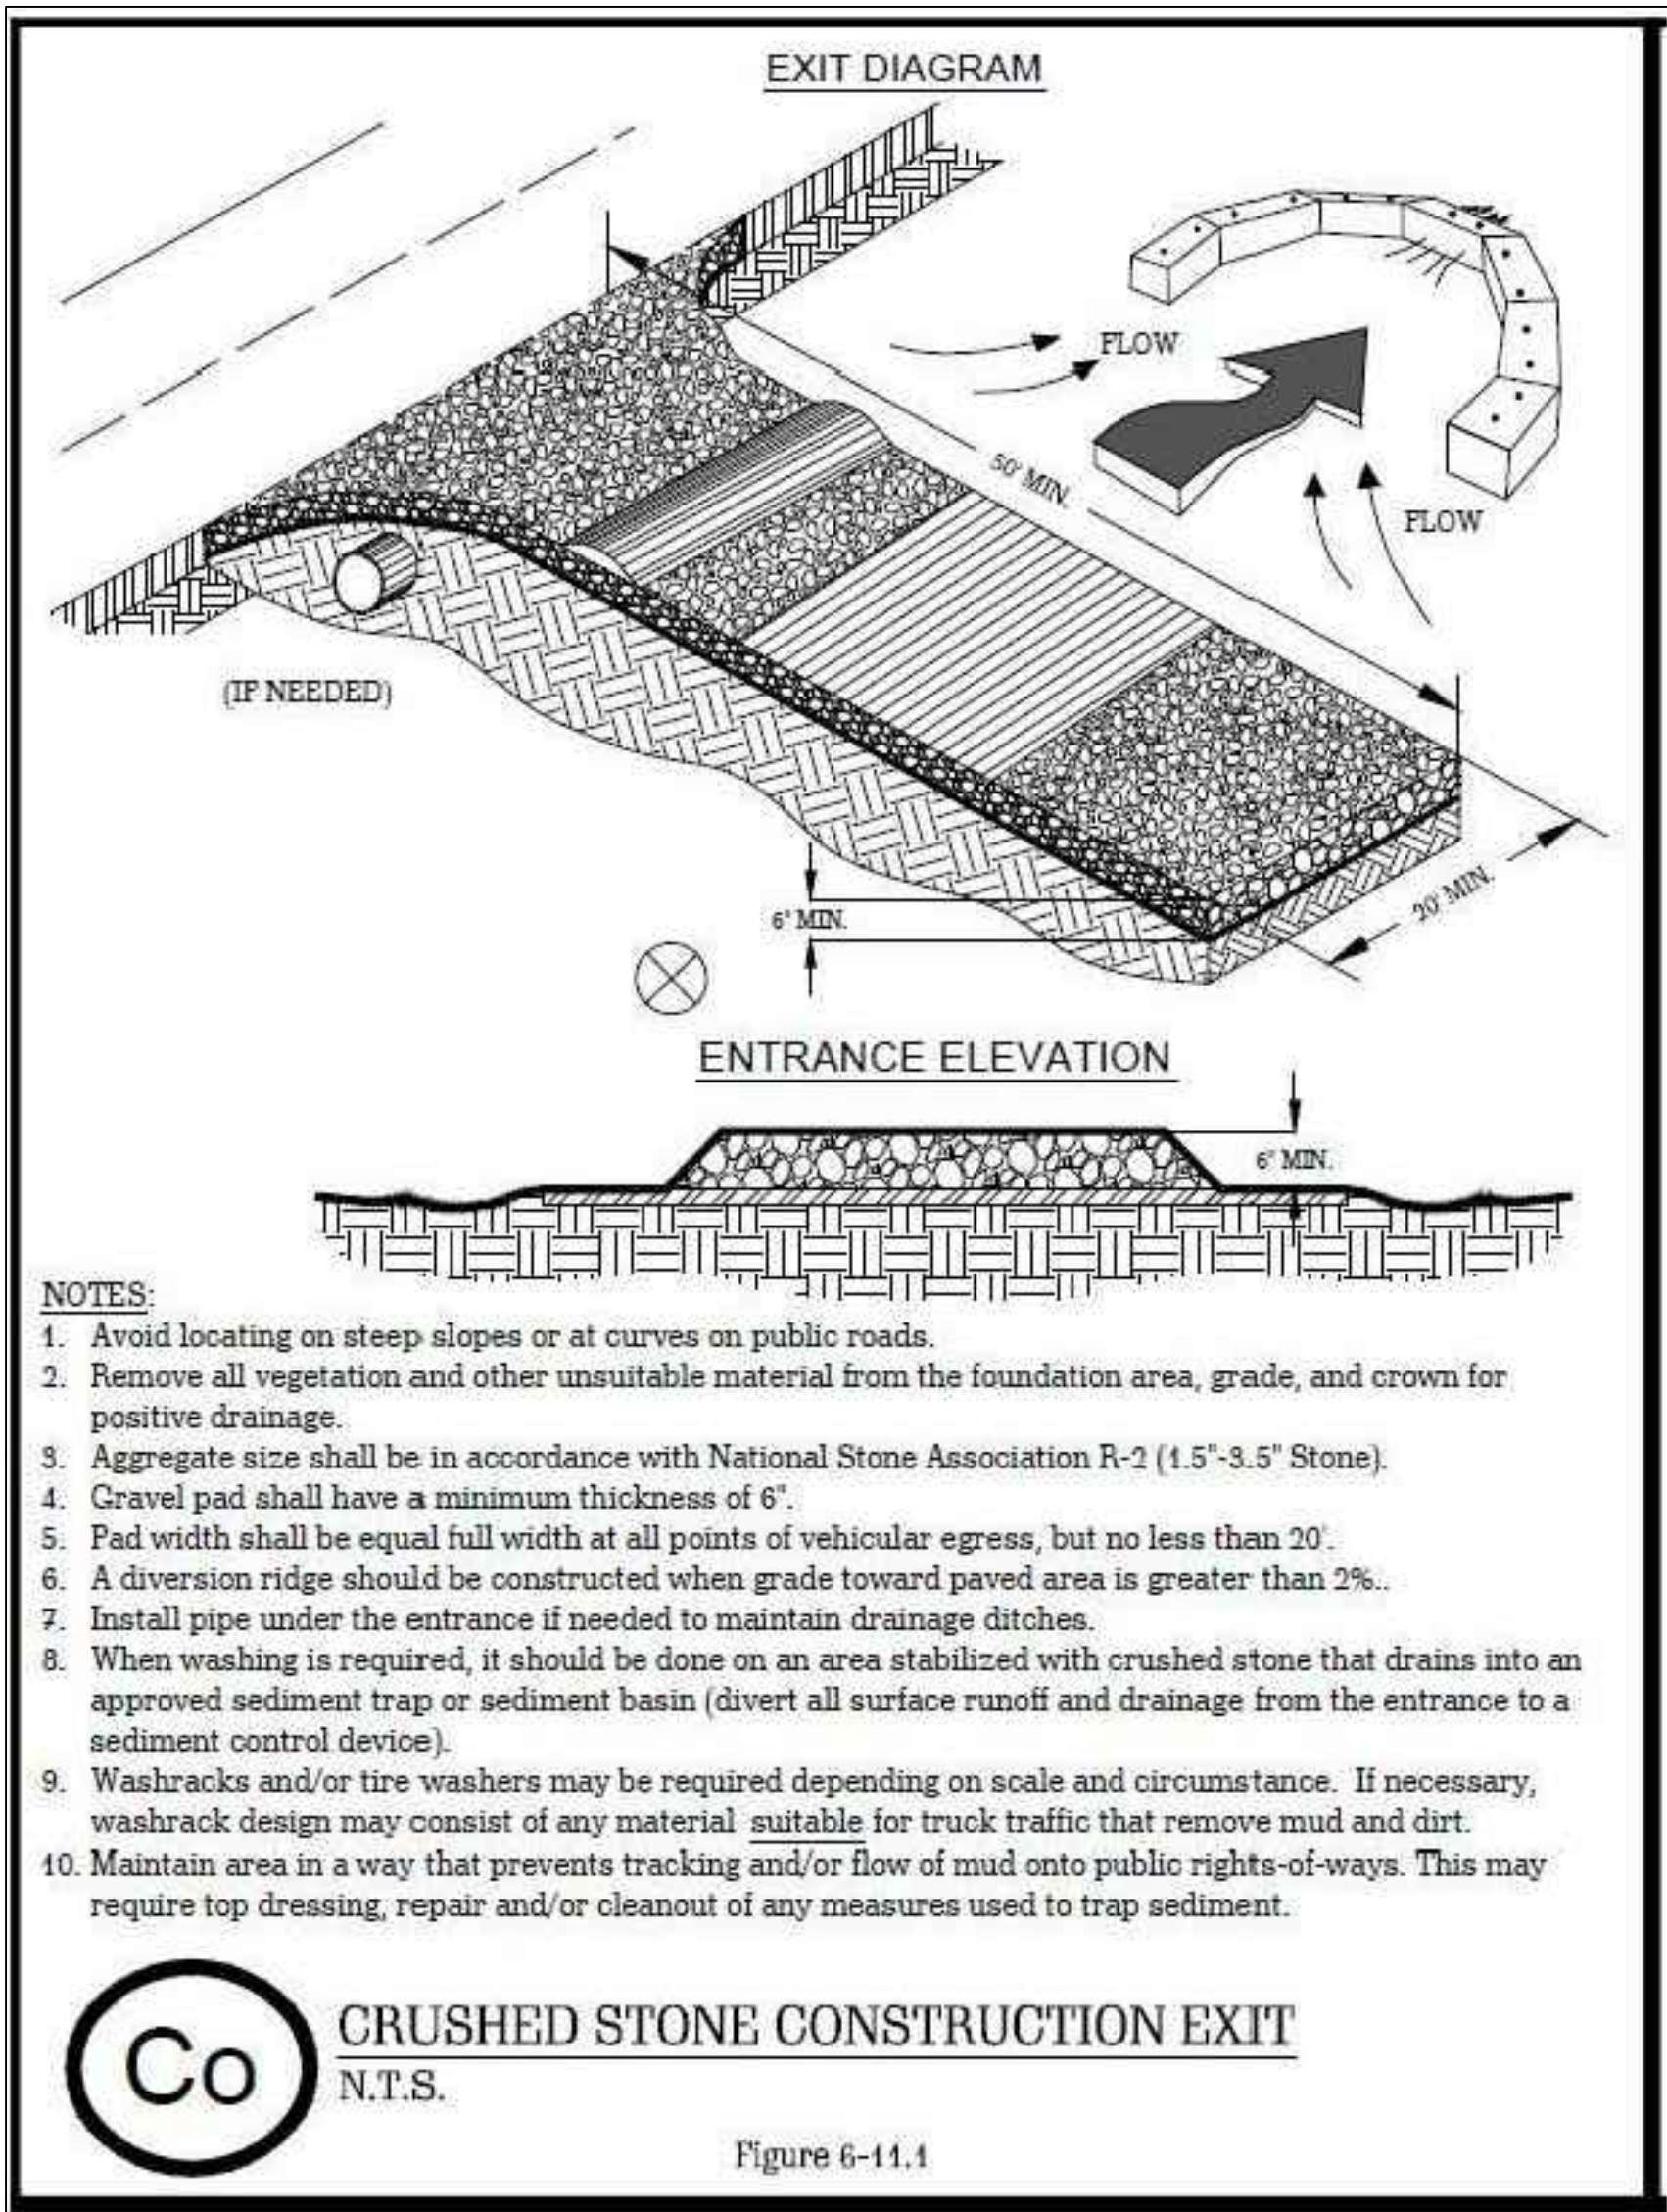 EXIT DIAGRAM
FLOW
50' MIN.
FLOW
(IF NEEDED)
20' MIN.
6" MIN.
ENTRANCE ELEVATION
6" MIN.
NOTES:
1. Avoid locating on steep slopes or at curves on public roads.
2. Remove all vegetation and other unsuitable material from the foundation area, grade, and crown for
positive drainage.
3. Aggregate size shall be in accordance with National Stone Association R-2 (1.5"-3.5" Stone).
4. Gravel pad shall have a minimum thickness of 6".
5. Pad width shall be equal full width at all points of vehicular egress, but no less than 20'.
6. A diversion ridge should be constructed when grade toward paved area is greater than 2%..
7. Install pipe under the entrance if needed to maintain drainage ditches.
8. When washing is required, it should be done on an area stabilized with crushed stone that drains into an
approved sediment trap or sediment basin (divert all surface runoff and drainage from the entrance to a
sediment control device).
9. Washracks and/or tire washers may be required depending on scale and circumstance. If necessary,
washrack design may consist of any material suitable for truck traffic that remove mud and dirt.
10. Maintain area in a way that prevents tracking and/or flow of mud onto public rights-of-ways. This may
require top dressing, repair and/or cleanout of any measures used to trap sediment.
Co
CRUSHED STONE CONSTRUCTION EXIT
N.T.S.
Figure 6-11.1